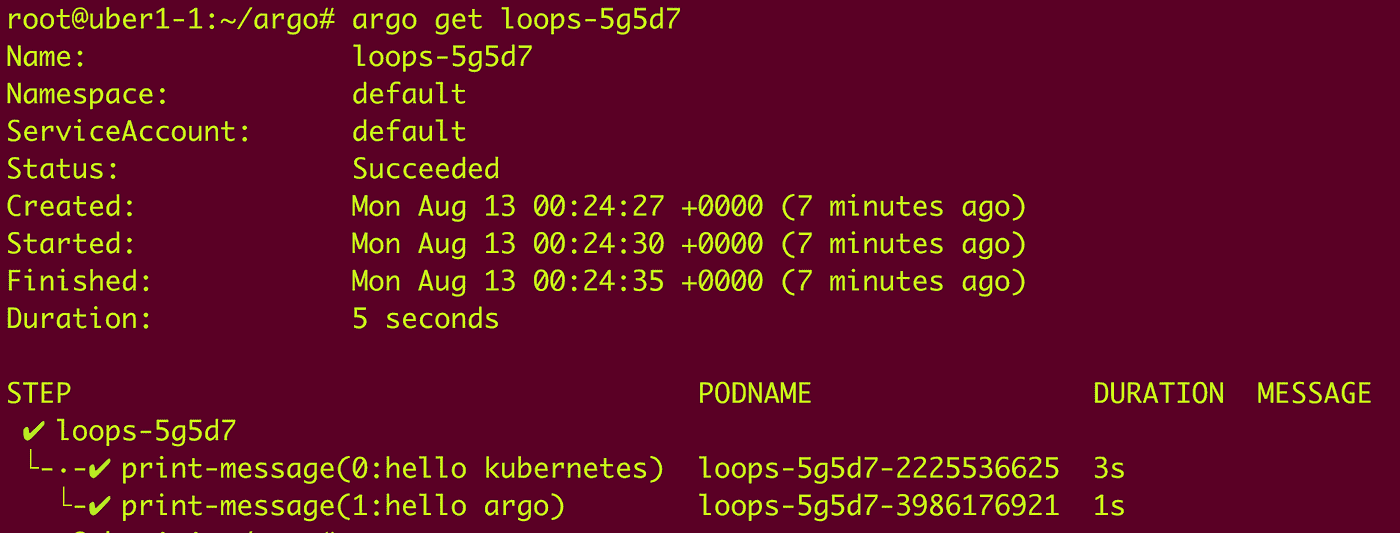 root@uber1-1:~/argo# argo get loops-5g5d7
Name:                loops-5g5d7
Namespace:           default
ServiceAccount:      default
Status:              Succeeded
Created:             Mon Aug 13 00:24:27 +0000 (7 minutes ago)
Started:             Mon Aug 13 00:24:30 +0000 (7 minutes ago)
Finished:            Mon Aug 13 00:24:35 +0000 (7 minutes ago)
Duration:            5 seconds

STEP                                      PODNAME                 DURATION  MESSAGE
 ✔ loops-5g5d7
 └-·-✔ print-message(0:hello kubernetes)  loops-5g5d7-2225536625  3s
   └-✔ print-message(1:hello argo)        loops-5g5d7-3986176921  1s